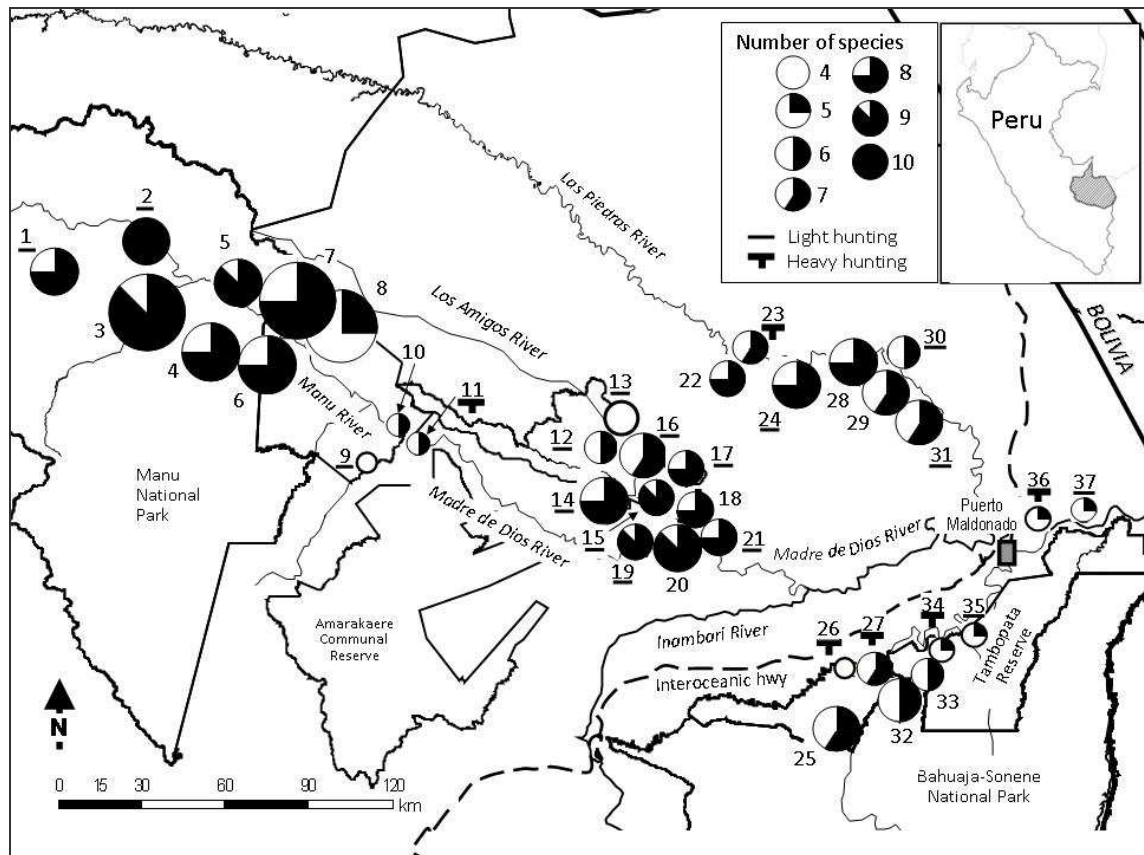 Number of species
4
8
5
9
6
10
7
Light hunting
Heavy hunting
Peru
Las Piedras River
BOLIVIA
2
1
5
7
8
Los Amigos River
3
23
30
4
10
22
28
6
11
13
29
24
Manu River
12
16
31
9
17
Manu
National
Park
14
18
36
37
Puerto
Maldonado
Madre de Dios River
15
21
Madre de Dios River
19
20
34
35
Inambari River
26
27
Tambopata
Reserve
Amarakaere
Communal
Reserve
Interoceanic hwy
33
32
25
N
Bahuaja-Sonene
National Park
0 15 30 60 90 120
km